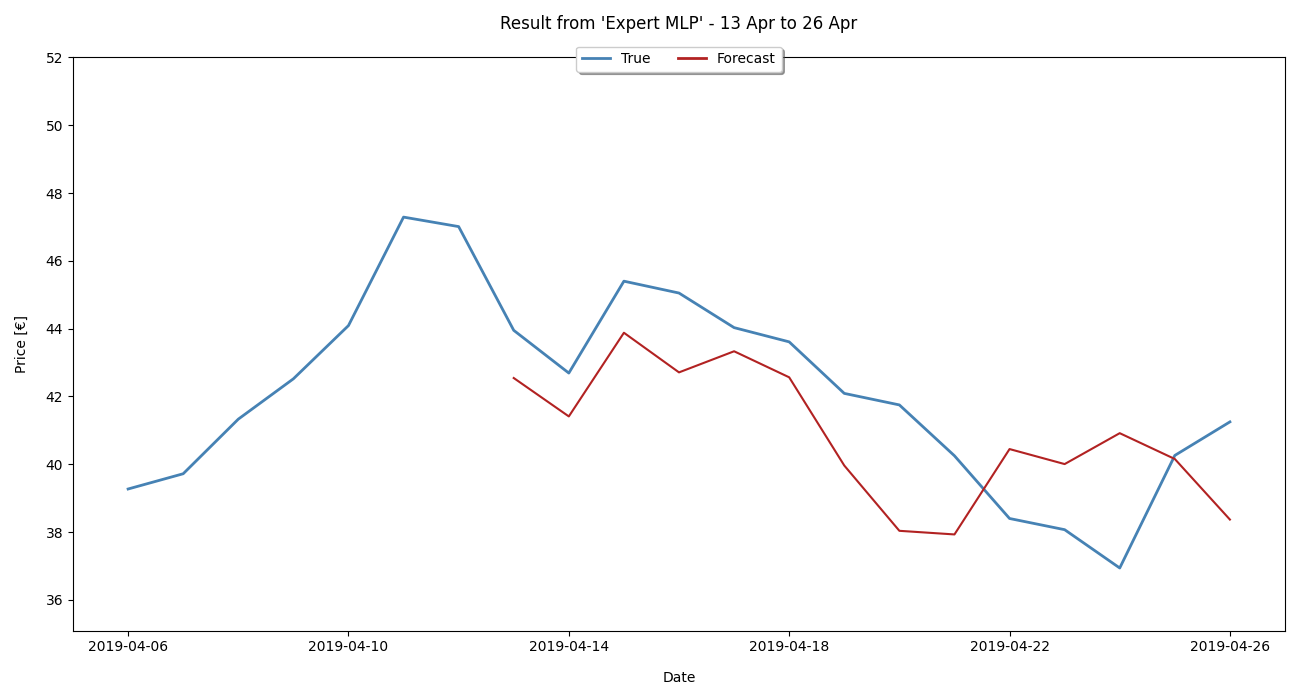 Result from 'Expert MLP' - 13 Apr to 26 Apr
True Forecast
52
50
48
46
44
42
40
38
36
Price [€]
2019-04-06 2019-04-10 2019-04-14 2019-04-18 2019-04-22 2019-04-26
Date